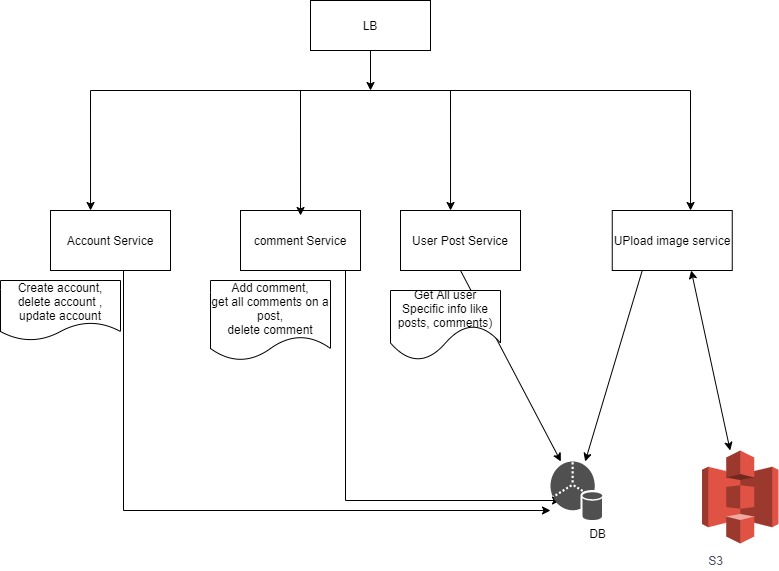 LB
Account Service
comment Service
User Post Service
UPload image service
Create account,
delete account ,
update account
Add comment,
get all comments on a
post,
delete comment
Get All user
Specific info like
posts, comments)
DB
S3